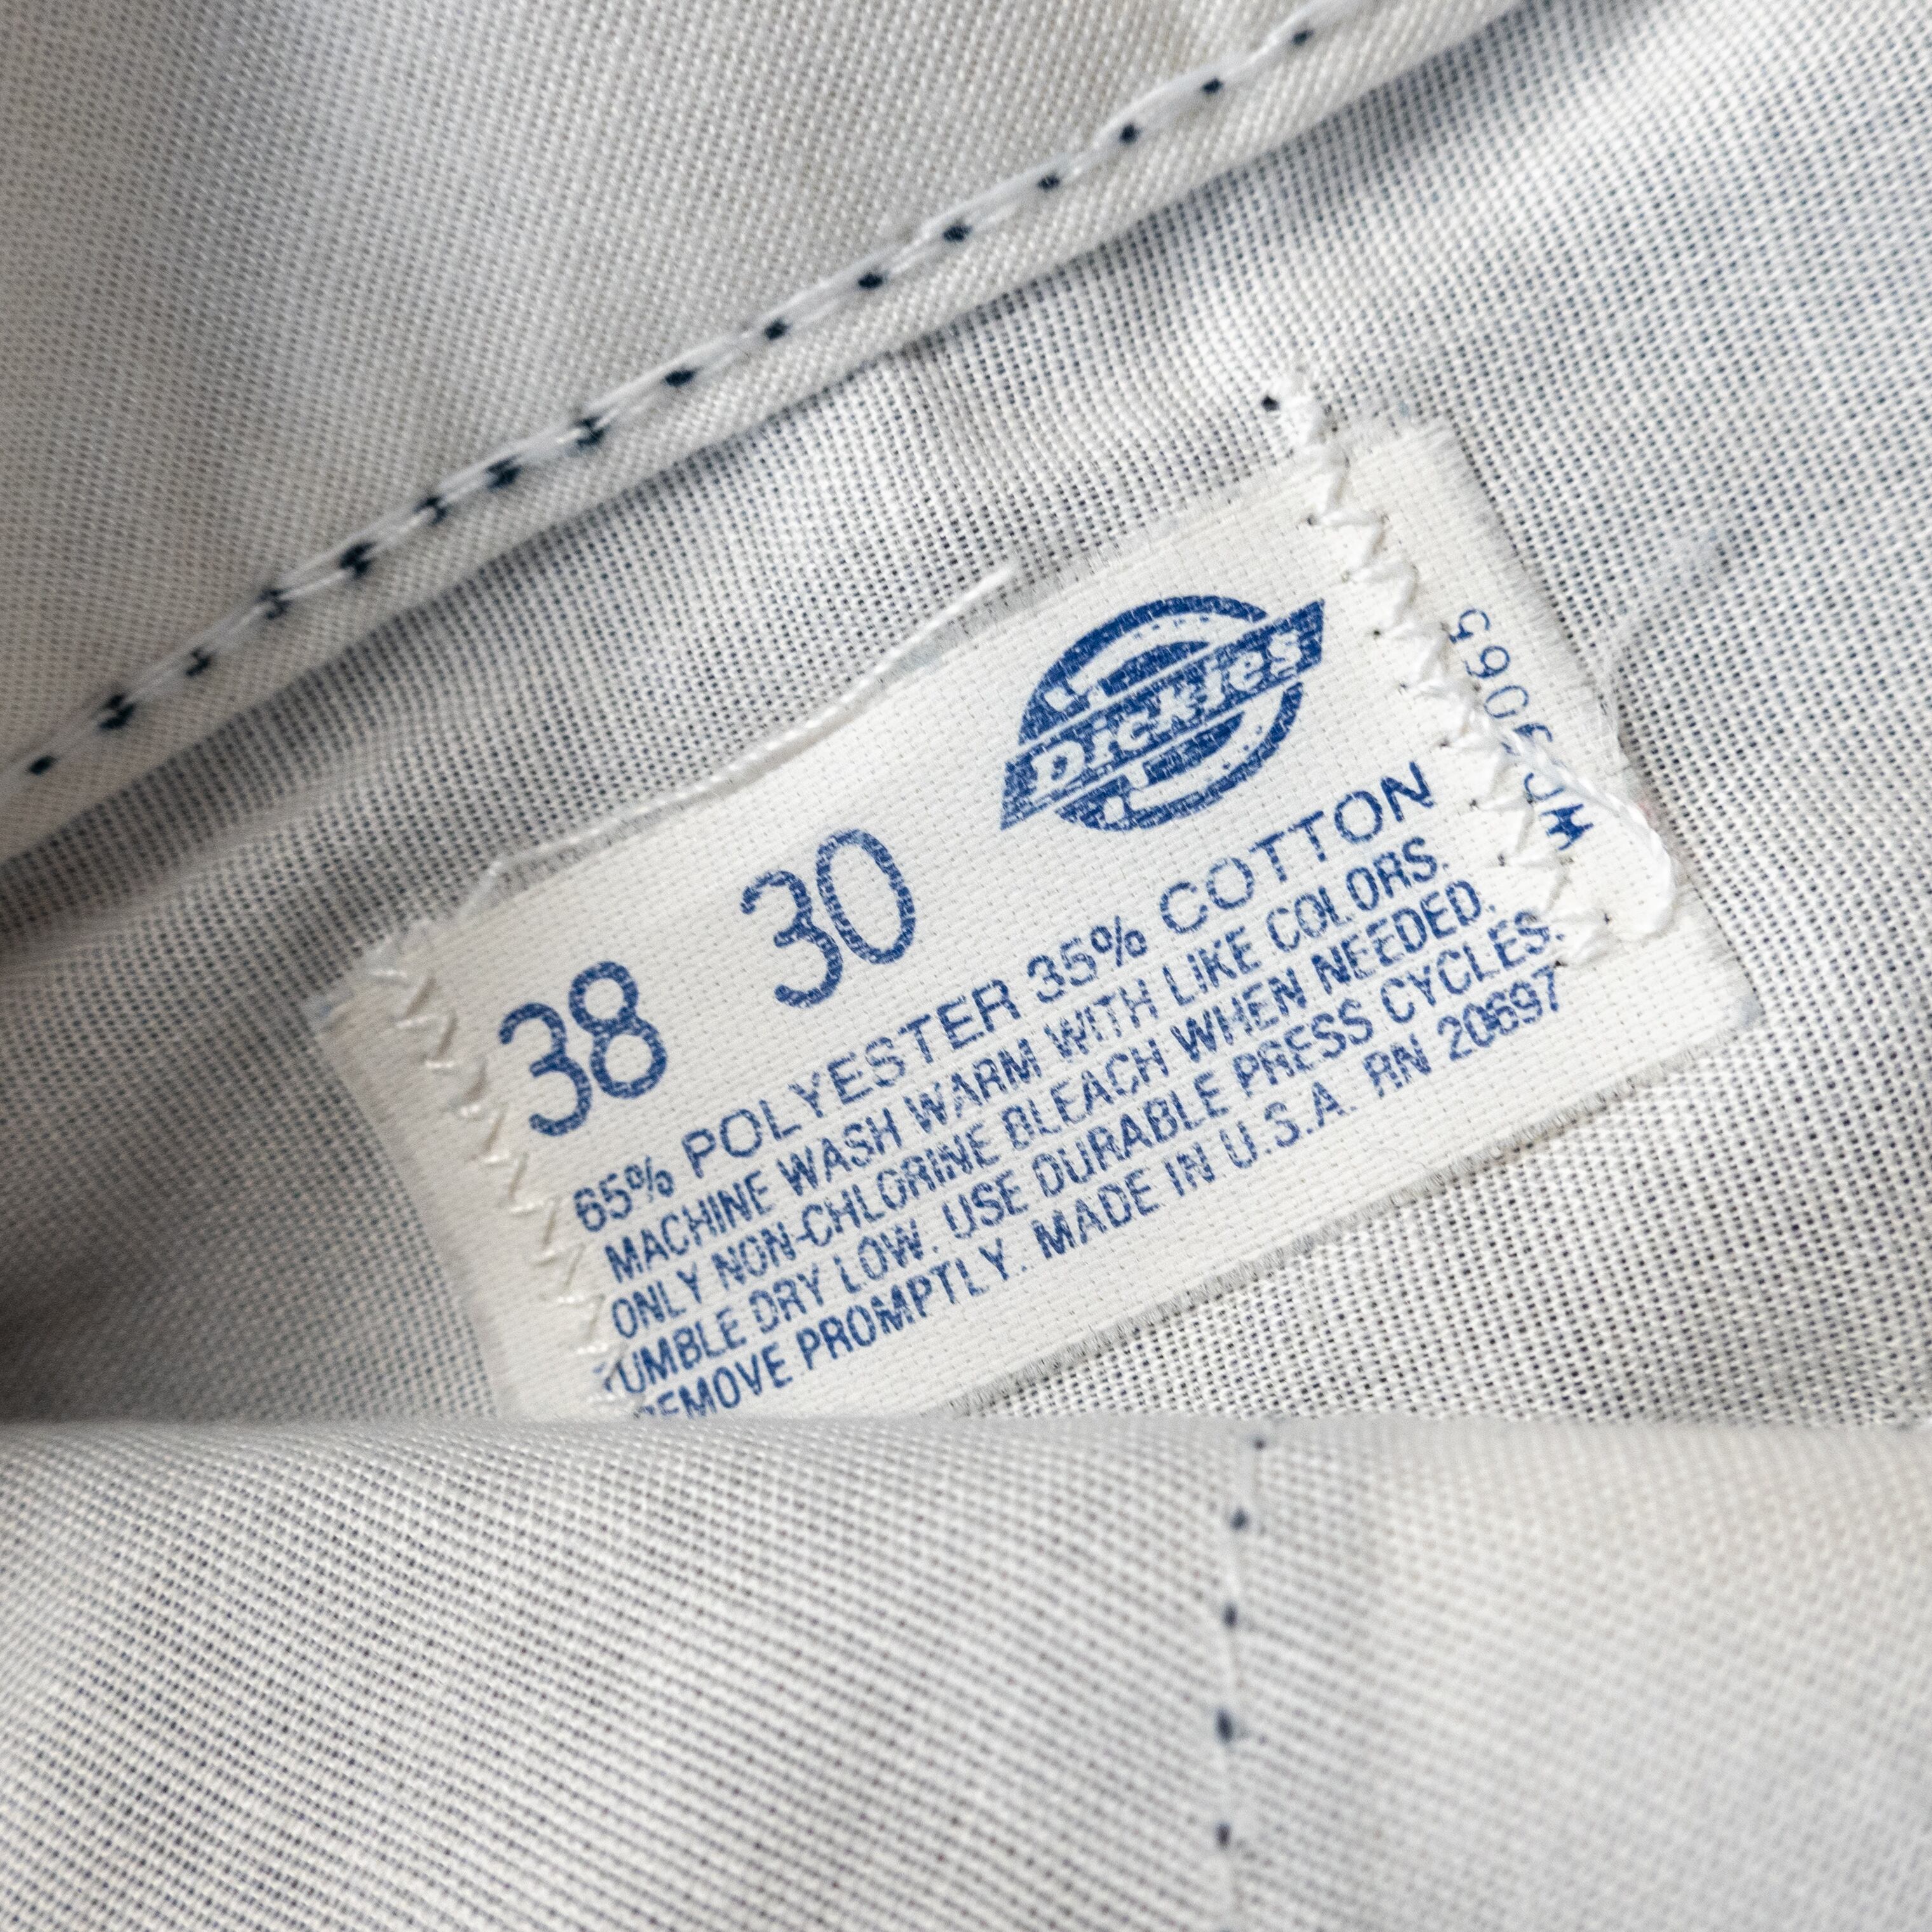 Dickies
38 30
65% POLYESTER 35% COTTON
MACHINE WASH WARM WITH LIKE COLORS.
ONLY NON-CHLORINE BLEACH WHEN NEEDED.
TUMBLE DRY LOW. USE DURABLE PRESS CYCLES.
REMOVE PROMPTLY. MADE IN U.S.A. RN 20697